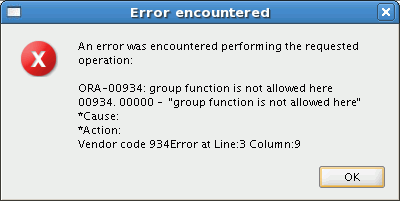 Error encountered
An error was encountered performing the requested
operation:
ORA-00934: group function is not allowed here
00934. 00000 - "group function is not allowed here"
*Cause:
*Action:
Vendor code 934Error at Line:3 Column:9
OK